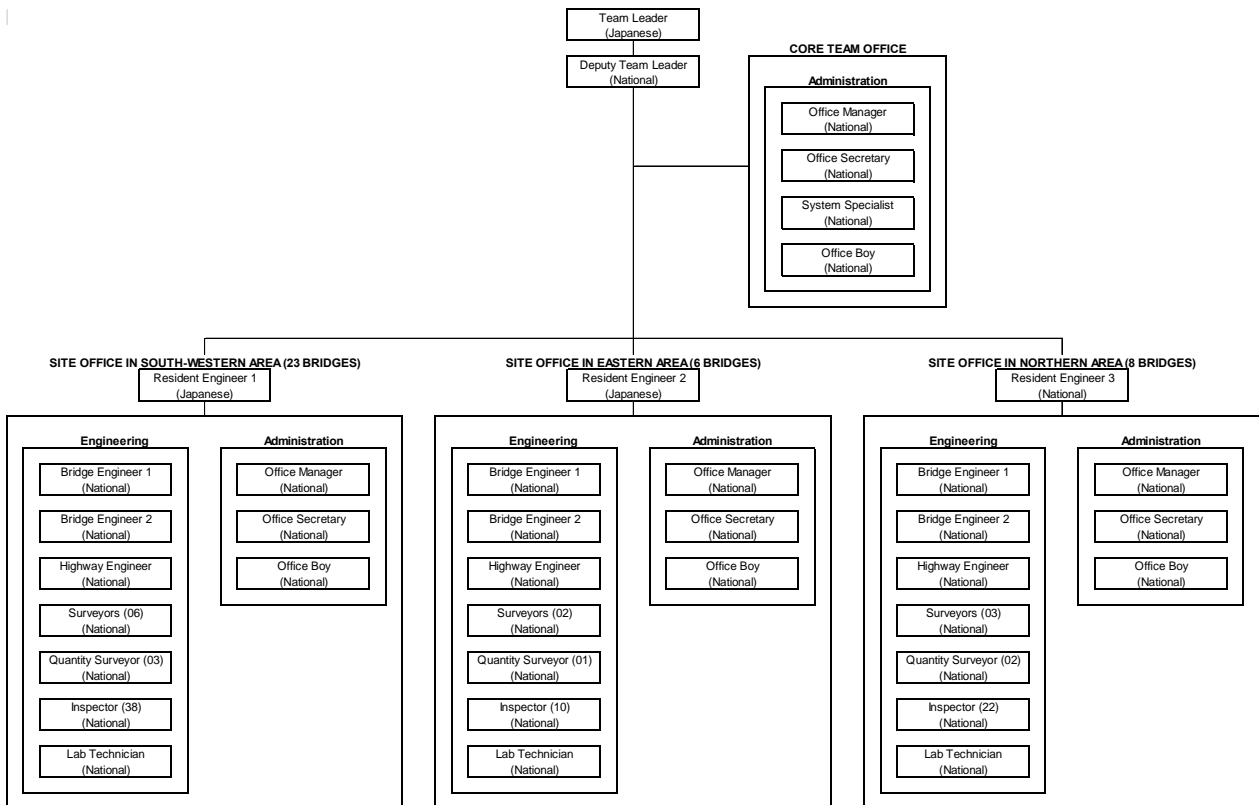 Team Leader
(Japanese)
Deputy Team Leader
(National)
CORE TEAM OFFICE
Administration
Office Manager
(National)
Office Secretary
(National)
System Specialist
(National)
Office Boy
(National)
SITE OFFICE IN SOUTH-WESTERN AREA (23 BRIDGES)
Resident Engineer 1
(Japanese)
Engineering
Bridge Engineer 1
(National)
Bridge Engineer 2
(National)
Highway Engineer
(National)
Surveyors (06)
(National)
Quantity Surveyor (03)
(National)
Inspector (38)
(National)
Lab Technician
(National)
Administration
Office Manager
(National)
Office Secretary
(National)
Office Boy
(National)
SITE OFFICE IN EASTERN AREA (6 BRIDGES)
Resident Engineer 2
(Japanese)
Engineering
Bridge Engineer 1
(National)
Bridge Engineer 2
(National)
Highway Engineer
(National)
Surveyors (02)
(National)
Quantity Surveyor (01)
(National)
Inspector (10)
(National)
Lab Technician
(National)
Administration
Office Manager
(National)
Office Secretary
(National)
Office Boy
(National)
SITE OFFICE IN NORTHERN AREA (8 BRIDGES)
Resident Engineer 3
(National)
Engineering
Bridge Engineer 1
(National)
Bridge Engineer 2
(National)
Highway Engineer
(National)
Surveyors (03)
(National)
Quantity Surveyor (02)
(National)
Inspector (22)
(National)
Lab Technician
(National)
Administration
Office Manager
(National)
Office Secretary
(National)
Office Boy
(National)